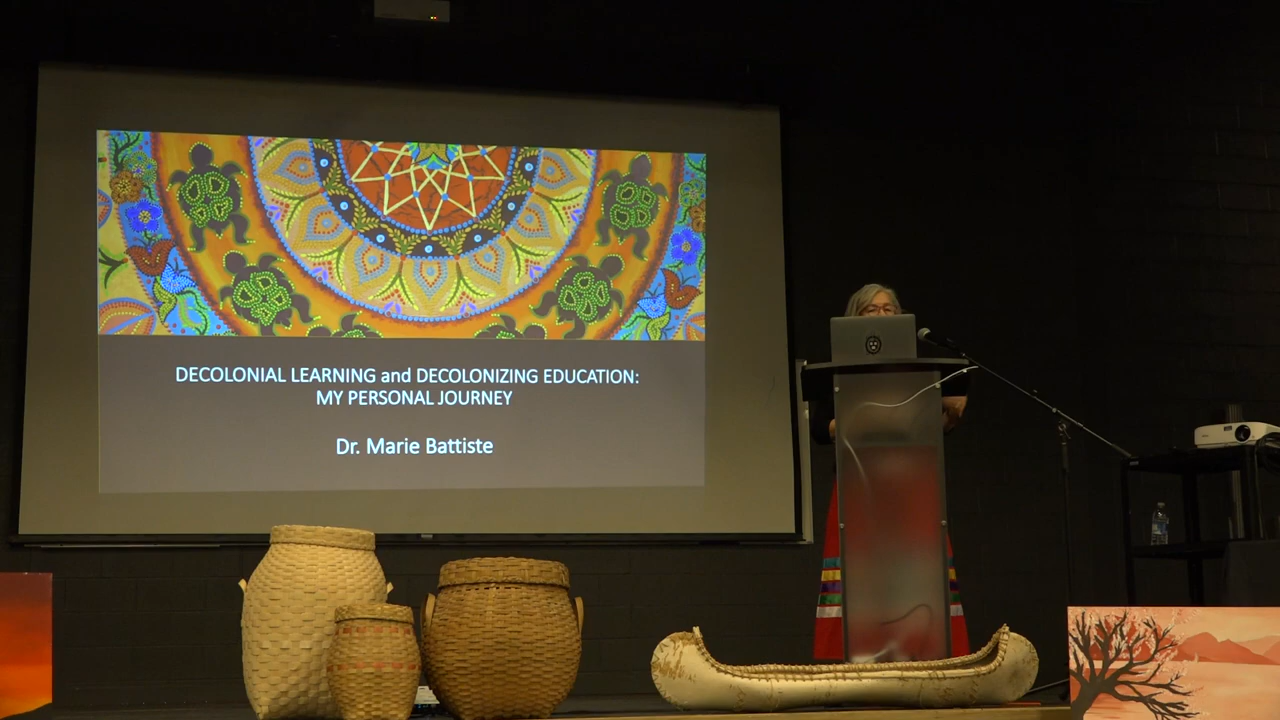 DECOLONIAL LEARNING and DECOLONIZING EDUCATION:
MY PERSONAL JOURNEY
Dr. Marie Battiste